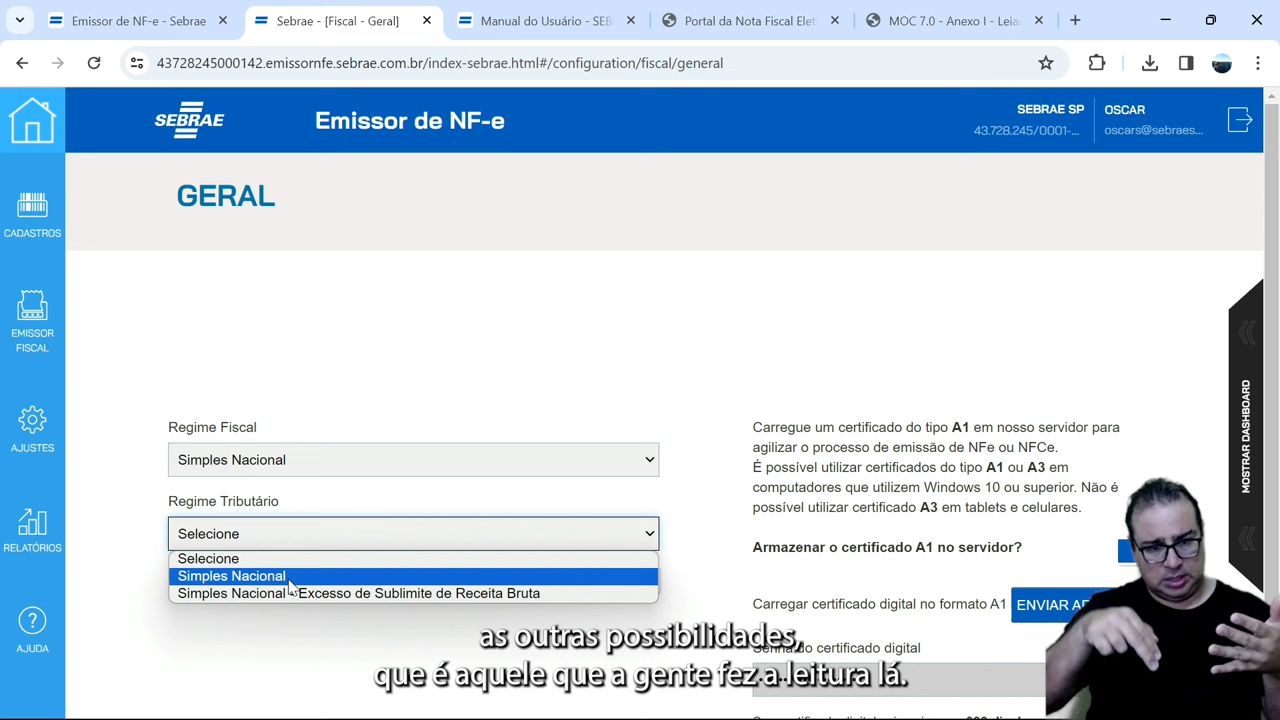 Emissor de NF-e - Sebrae
Sebrae - [Fiscal - Geral]
Manual do Usuário - SEB
Portal da Nota Fiscal Elet
MOC 7.0 - Anexo I - Leia
43728245000142.emissornfe.sebrae.com.br/index-sebrae.html#/configuration/fiscal/general
SEBRAE
Emissor de NF-e
SEBRAE SP
43.728.245/0001-...
OSCAR
oscars@sebraes...
GERAL
CADASTROS
EMISSOR
FISCAL
AJUSTES
RELATÓRIOS
AJUDA
Regime Fiscal
Simples Nacional
Regime Tributário
Selecione
Selecione
Simples Nacional
Simples Nacional - Excesso de Sublimite de Receita Bruta
Carregue um certificado do tipo A1 em nosso servidor para
agilizar o processo de emissão de NFe ou NFCe.
É possível utilizar certificados do tipo A1 ou A3 em
computadores que utilizem Windows 10 ou superior. Não é
possível utilizar certificado A3 em tablets e celulares.
Armazenar o certificado A1 no servidor?
Carregar certificado digital no formato A1
ENVIAR
Senha do certificado digital
MOSTRAR DASHBOARD
as outras possibilidades,
que é aquele que a gente fez a leitura lá.